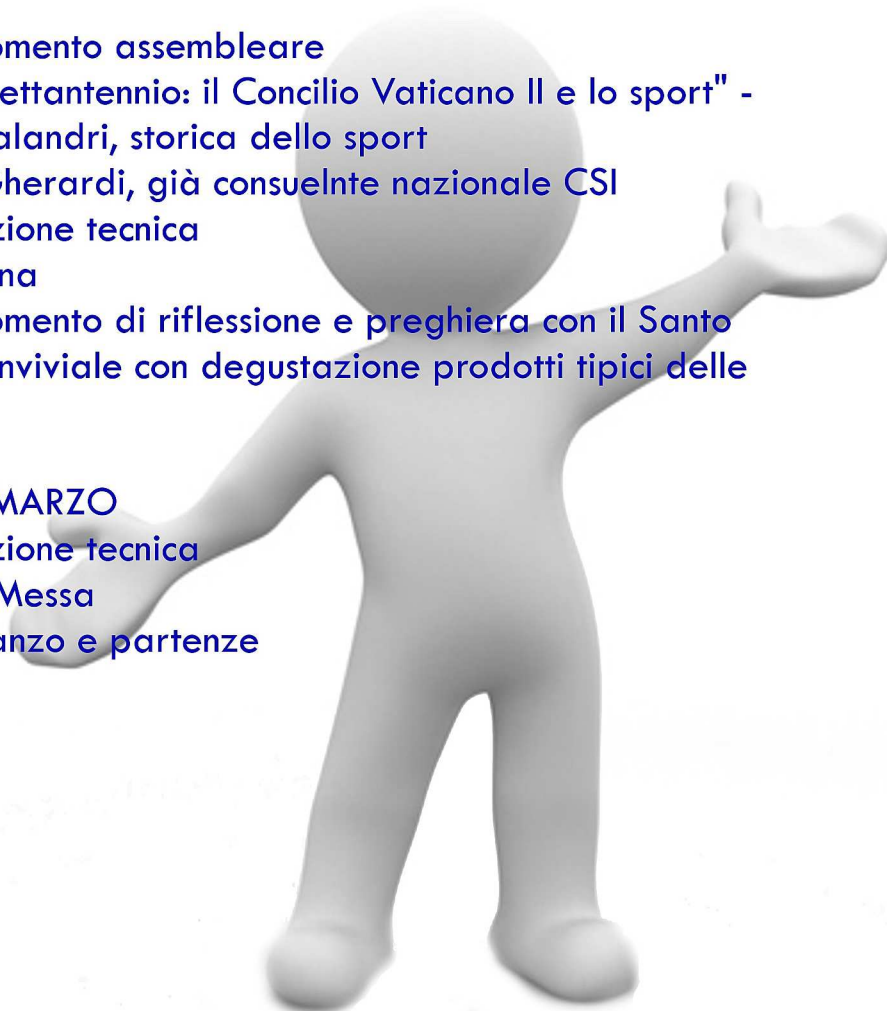 omento assembleare
ettantennio: il Concilio Vaticano II e lo sport" -
alandri, storica dello sport
Gherardi, già consuelnte nazionale CSI
zione tecnica
na
omento di riflessione e preghiera con il Santo
nviviale con degustazione prodotti tipici delle
MARZO
zione tecnica
Messa
anzo e partenze